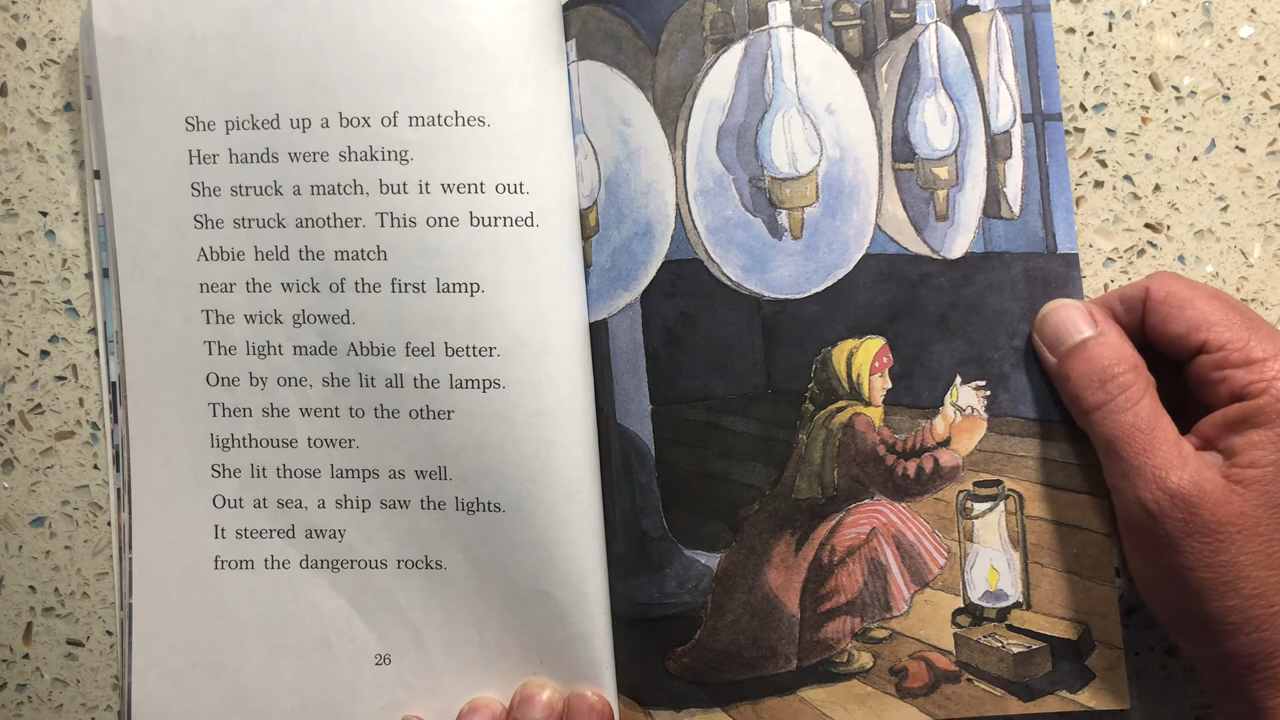 She picked up a box of matches.
Her hands were shaking.
She struck a match, but it went out.
She struck another. This one burned.
Abbie held the match
near the wick of the first lamp.
The wick glowed.
The light made Abbie feel better.
One by one, she lit all the lamps.
Then she went to the other
lighthouse tower.
She lit those lamps as well.
Out at sea, a ship saw the lights.
It steered away
from the dangerous rocks.
26